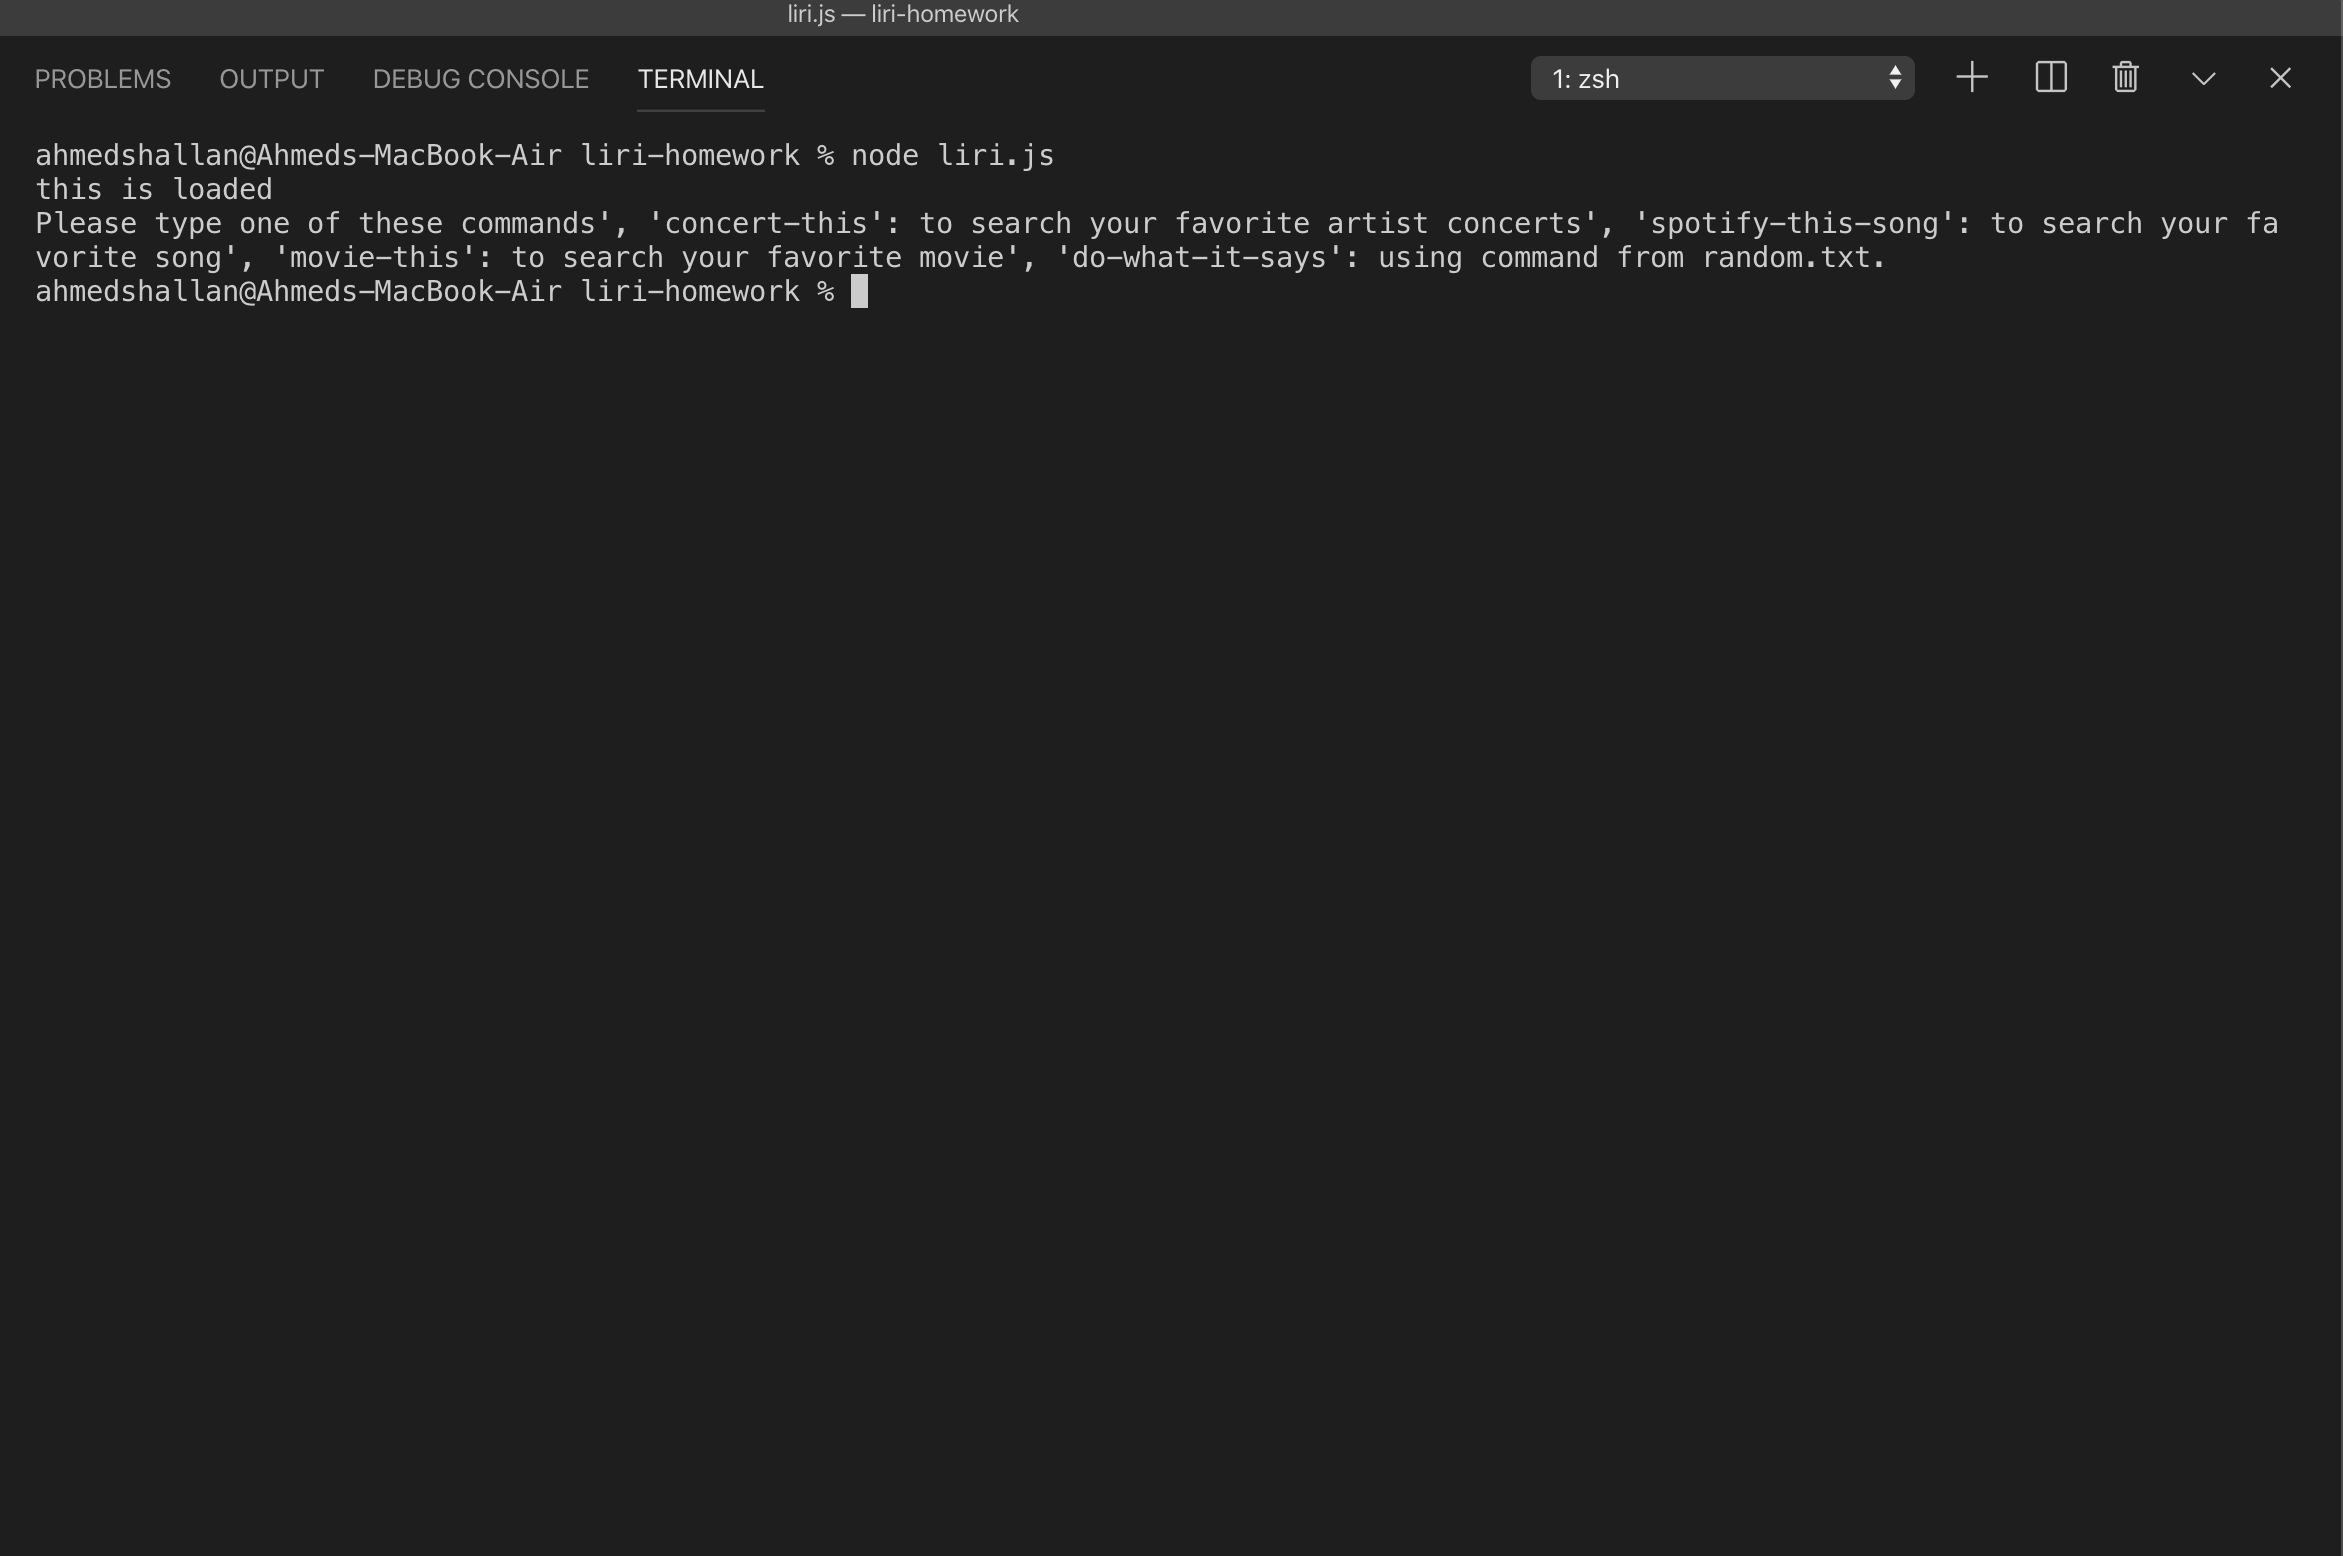 liri.js — liri-homework
PROBLEMS OUTPUT DEBUG CONSOLE TERMINAL 1: zsh
ahmedshallan@Ahmeds-MacBook-Air liri-homework % node liri.js
this is loaded
Please type one of these commands', 'concert-this': to search your favorite artist concerts', 'spotify-this-song': to search your fa
vorite song', 'movie-this': to search your favorite movie', 'do-what-it-says': using command from random.txt.
ahmedshallan@Ahmeds-MacBook-Air liri-homework %